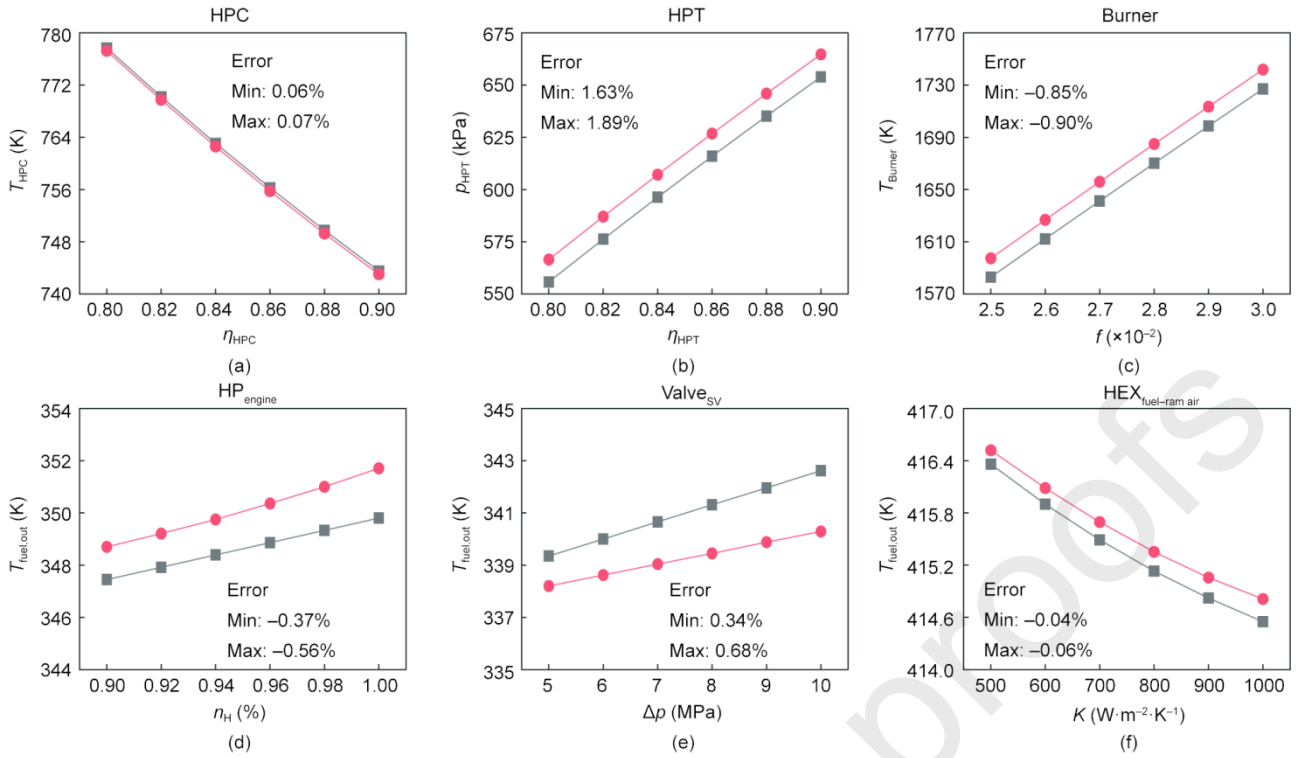 HPC
780
772
764
756
748
740
T_HPC (K)
Error
Min: 0.06%
Max: 0.07%
0.80 0.82 0.84 0.86 0.88 0.90
η_HPC
(a)
HPT
675
650
625
600
575
550
p_HPT (kPa)
Error
Min: 1.63%
Max: 1.89%
0.80 0.82 0.84 0.86 0.88 0.90
η_HPT
(b)
Burner
1770
1730
1690
1650
1610
1570
T_Burner (K)
Error
Min: –0.85%
Max: –0.90%
2.5 2.6 2.7 2.8 2.9 3.0
f (×10⁻²)
(c)
HP_engine
354
352
350
348
346
344
T_fuel,out (K)
Error
Min: –0.37%
Max: –0.56%
0.90 0.92 0.94 0.96 0.98 1.00
n_H (%)
(d)
Valve_SV
345
343
341
339
337
335
T_fuel,out (K)
Error
Min: 0.34%
Max: 0.68%
5 6 7 8 9 10
Δp (MPa)
(e)
HEX_fuel–ram air
417.0
416.4
415.8
415.2
414.6
414.0
T_fuel,out (K)
Error
Min: –0.04%
Max: –0.06%
500 600 700 800 900 1000
K (W·m⁻²·K⁻¹)
(f)
proofs